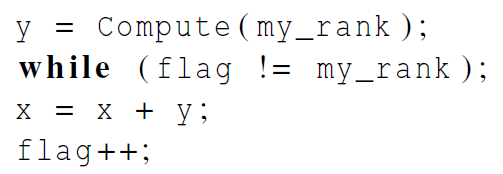 y = Compute(my_rank);
while (flag != my_rank);
x = x + y;
flag++;